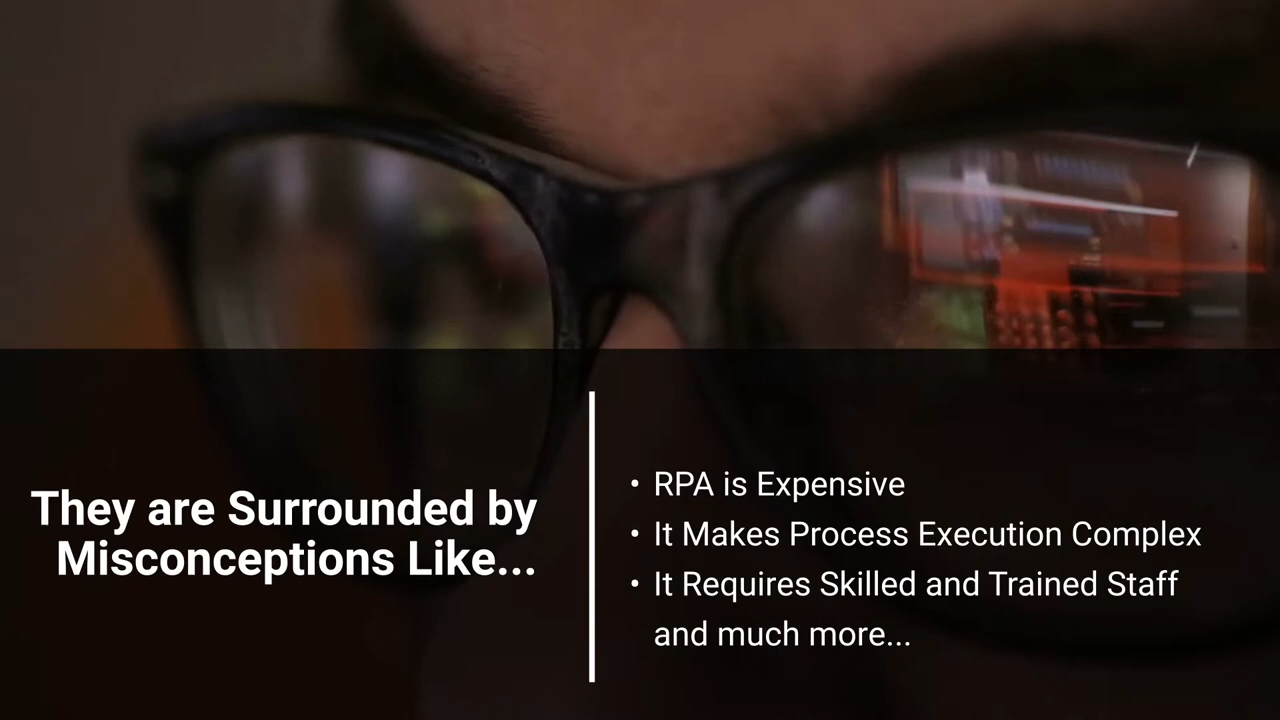 They are Surrounded by
Misconceptions Like...
• RPA is Expensive
• It Makes Process Execution Complex
• It Requires Skilled and Trained Staff
and much more...